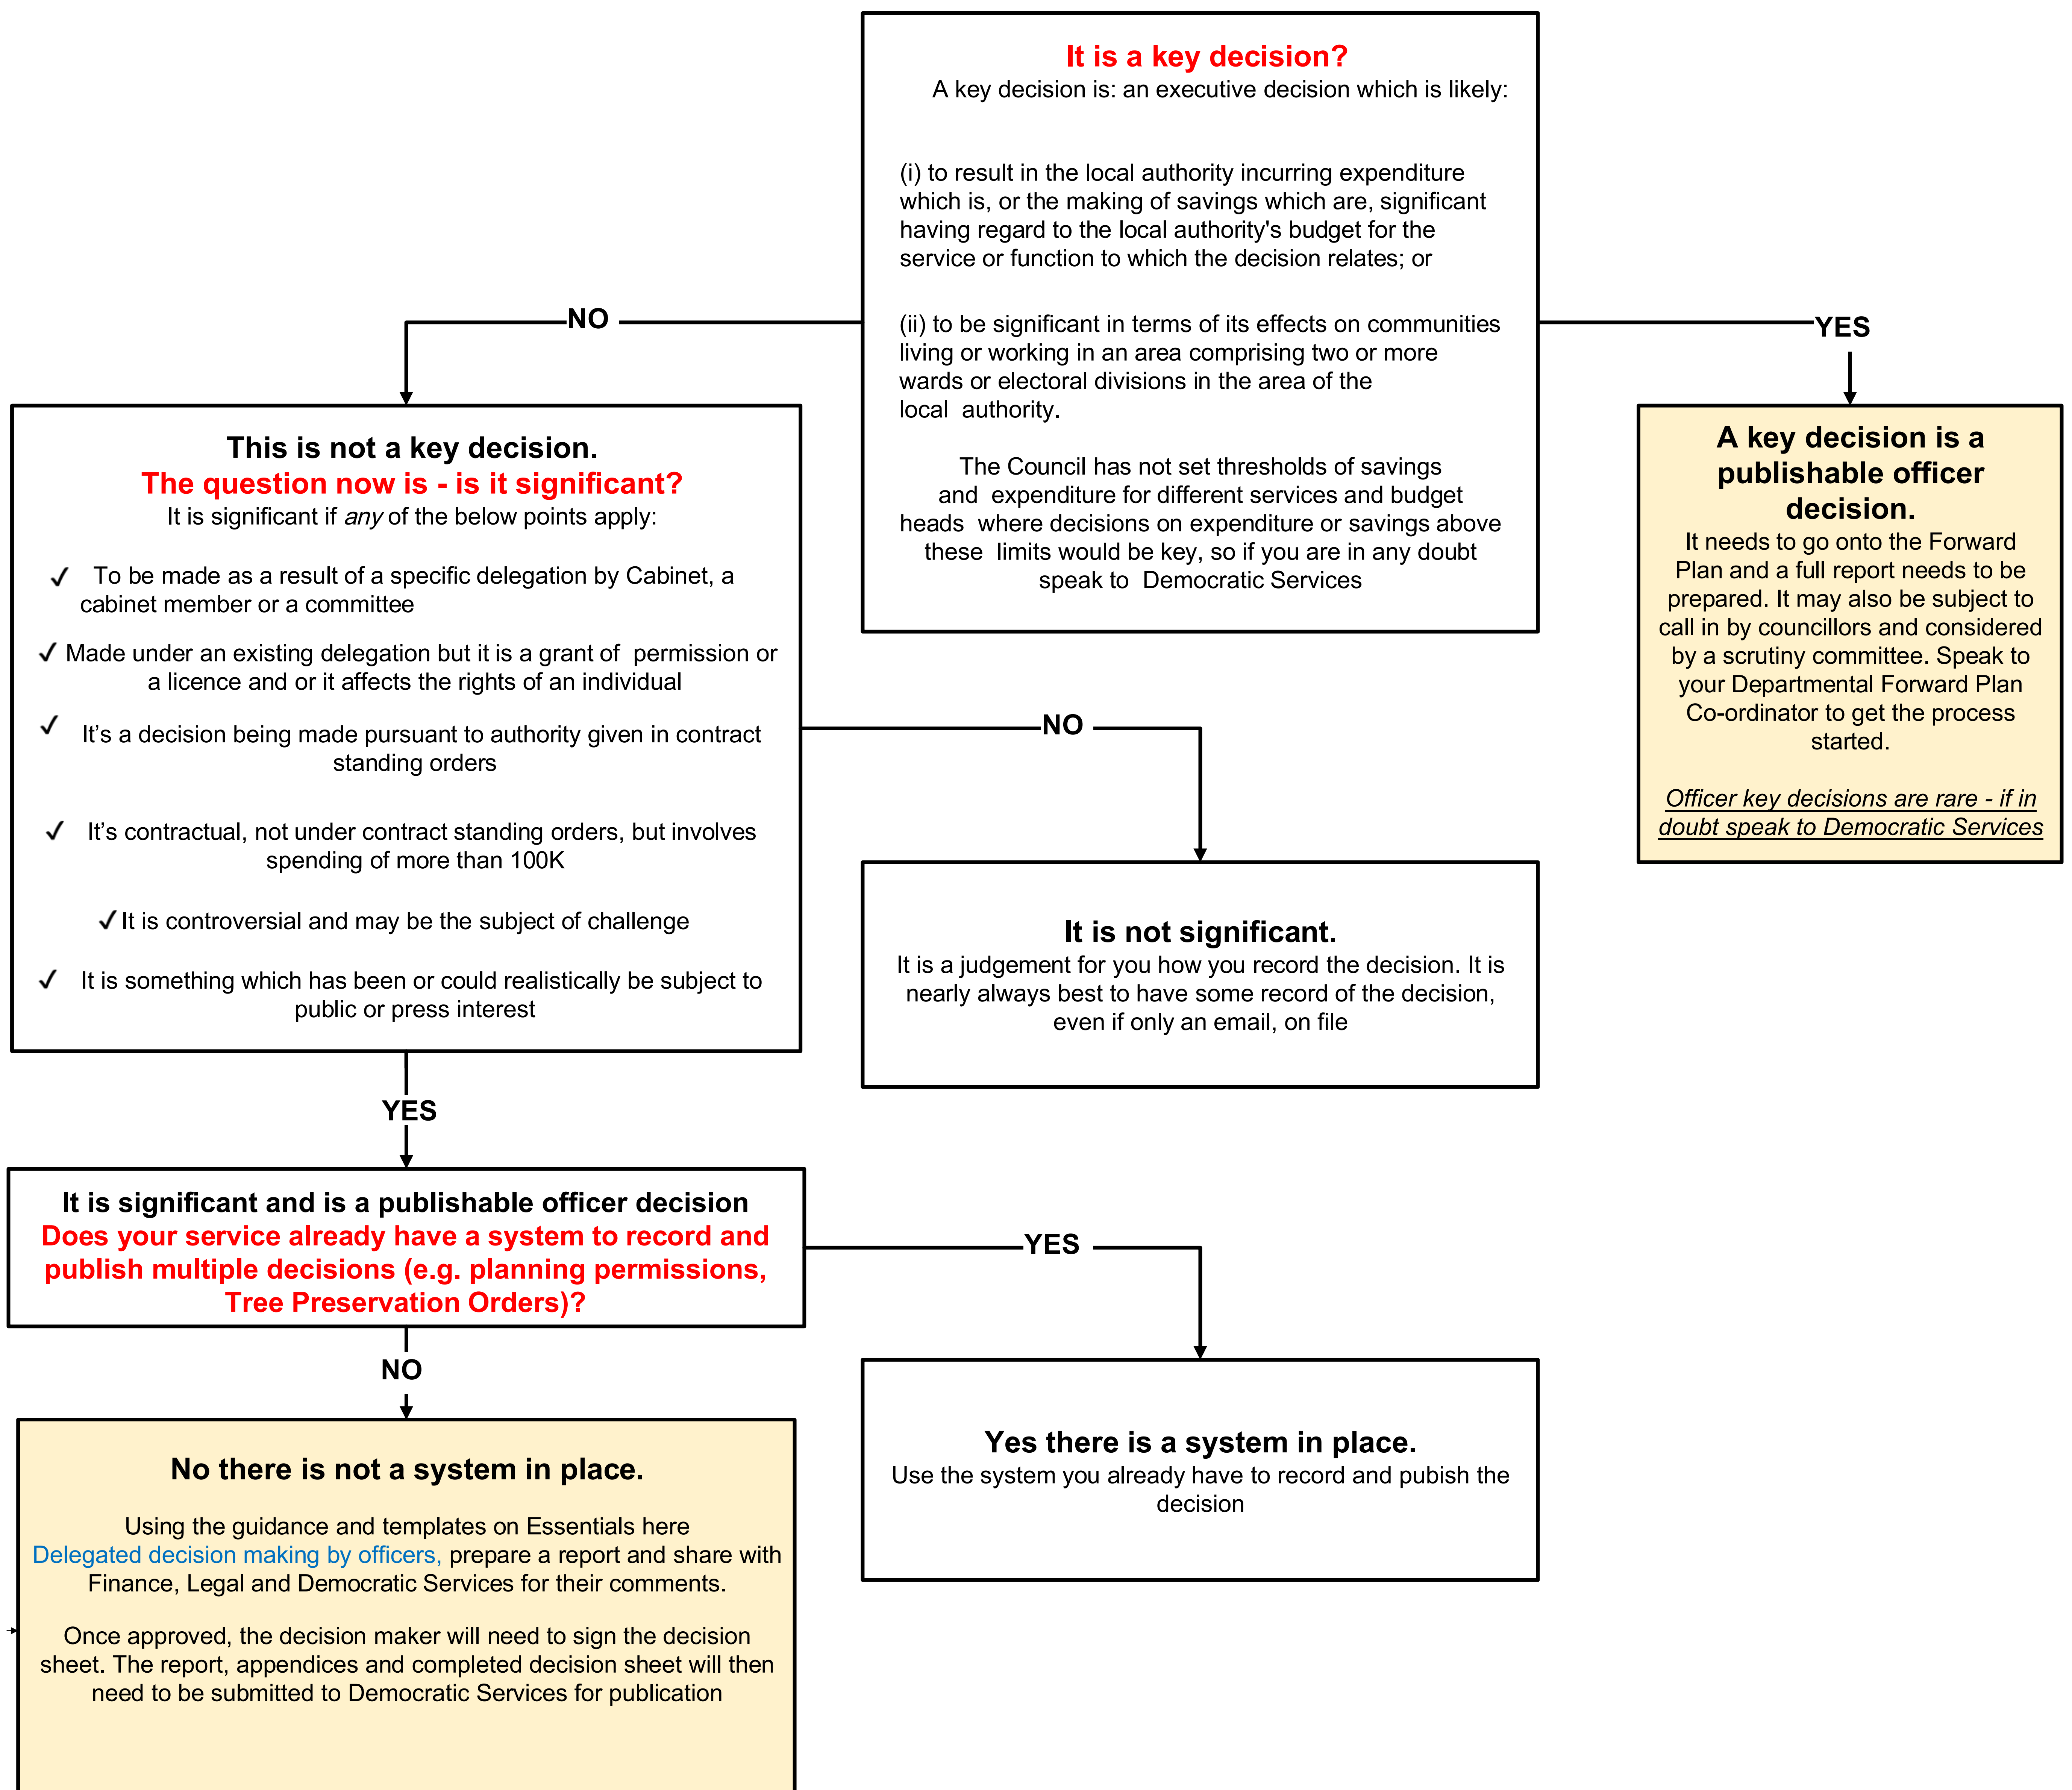 It is a key decision?
A key decision is: an executive decision which is likely:
(i) to result in the local authority incurring expenditure
which is, or the making of savings which are, significant
having regard to the local authority's budget for the
service or function to which the decision relates; or
(ii) to be significant in terms of its effects on communities
living or working in an area comprising two or more
wards or electoral divisions in the area of the
local authority.
The Council has not set thresholds of savings
and expenditure for different services and budget
heads where decisions on expenditure or savings above
these limits would be key, so if you are in any doubt
speak to Democratic Services
NO
YES
This is not a key decision.
The question now is - is it significant?
It is significant if any of the below points apply:
✓ To be made as a result of a specific delegation by Cabinet, a
cabinet member or a committee
✓ Made under an existing delegation but it is a grant of permission or
a licence and or it affects the rights of an individual
✓ It’s a decision being made pursuant to authority given in contract
standing orders
✓ It’s contractual, not under contract standing orders, but involves
spending of more than 100K
✓ It is controversial and may be the subject of challenge
✓ It is something which has been or could realistically be subject to
public or press interest
A key decision is a
publishable officer
decision.
It needs to go onto the Forward
Plan and a full report needs to be
prepared. It may also be subject to
call in by councillors and considered
by a scrutiny committee. Speak to
your Departmental Forward Plan
Co-ordinator to get the process
started.
Officer key decisions are rare - if in
doubt speak to Democratic Services
NO
It is not significant.
It is a judgement for you how you record the decision. It is
nearly always best to have some record of the decision,
even if only an email, on file
YES
It is significant and is a publishable officer decision
Does your service already have a system to record and
publish multiple decisions (e.g. planning permissions,
Tree Preservation Orders)?
YES
NO
Yes there is a system in place.
Use the system you already have to record and pubish the
decision
No there is not a system in place.
Using the guidance and templates on Essentials here
Delegated decision making by officers, prepare a report and share with
Finance, Legal and Democratic Services for their comments.
Once approved, the decision maker will need to sign the decision
sheet. The report, appendices and completed decision sheet will then
need to be submitted to Democratic Services for publication